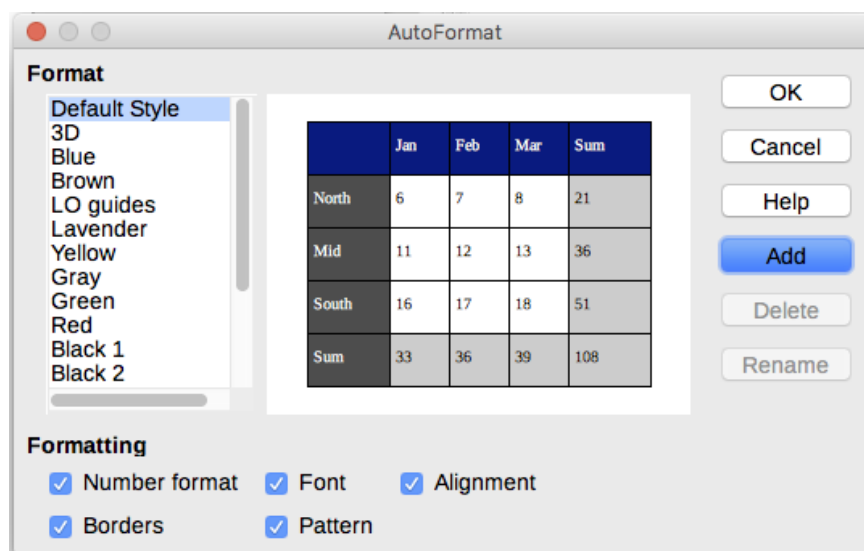 AutoFormat
Format
Default Style
3D
Blue
Brown
LO guides
Lavender
Yellow
Gray
Green
Red
Black 1
Black 2
Jan Feb Mar Sum
North 6 7 8 21
Mid 11 12 13 36
South 16 17 18 51
Sum 33 36 39 108
OK
Cancel
Help
Add
Delete
Rename
Formatting
Number format Font Alignment
Borders Pattern